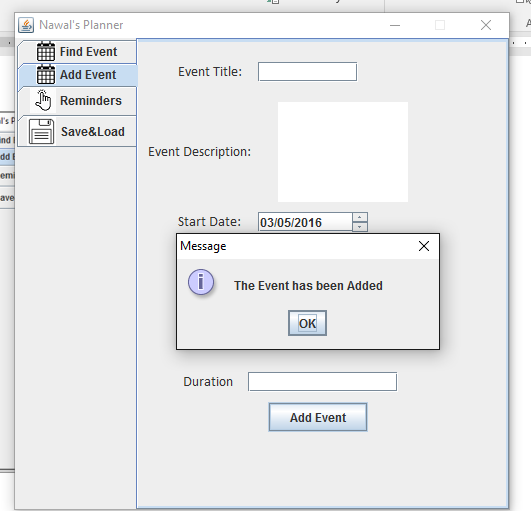 Nawal's Planner
Find Event
Add Event
Reminders
Save&Load
Event Title:
Event Description:
Start Date: 03/05/2016
Message
The Event has been Added
OK
Duration
Add Event